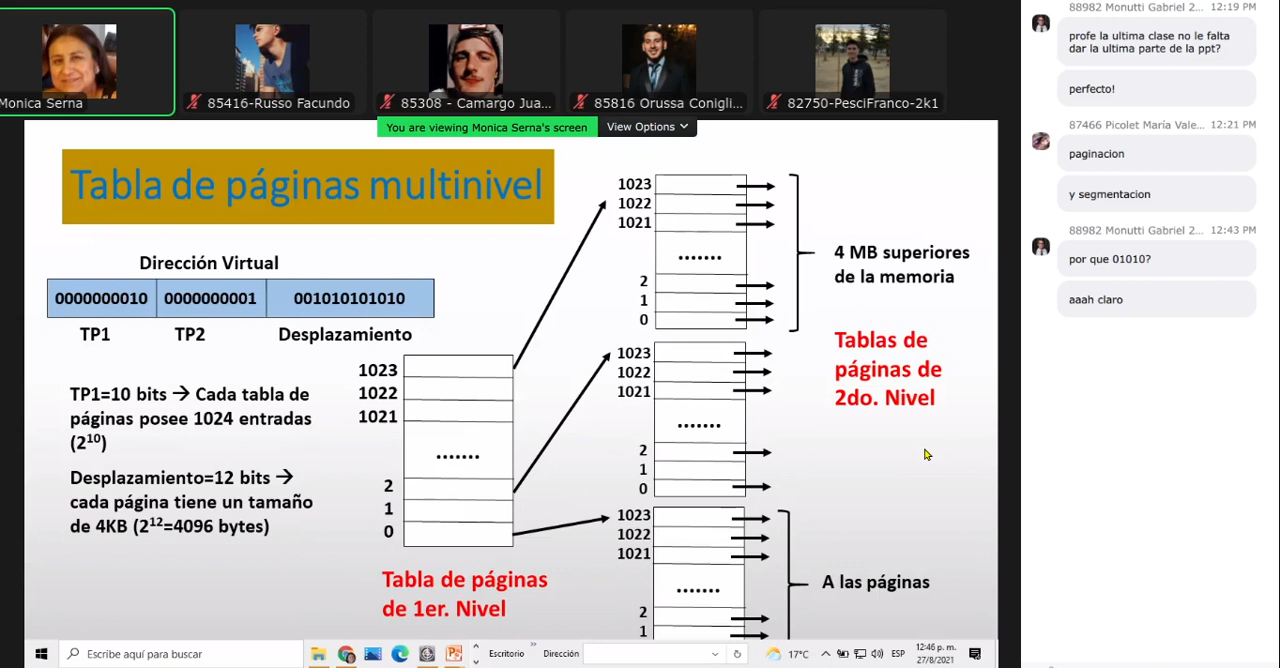 Monica Serna
85416-Russo Facundo
85308 - Camargo Jua...
85816 Orussa Conigli...
82750-PesciFranco-2k1
You are viewing Monica Serna's screen
View Options
Tabla de páginas multinivel
Dirección Virtual
0000000010 0000000001 001010101010
TP1 TP2 Desplazamiento
TP1=10 bits → Cada tabla de
páginas posee 1024 entradas
(2¹⁰)
Desplazamiento=12 bits →
cada página tiene un tamaño
de 4KB (2¹²=4096 bytes)
1023
1022
1021
.......
2
1
0
Tabla de páginas
de 1er. Nivel
1023
1022
1021
.......
2
1
0
4 MB superiores
de la memoria
1023
1022
1021
.......
2
1
0
Tablas de
páginas de
2do. Nivel
1023
1022
1021
.......
2
1
A las páginas
Escribe aquí para buscar
Escritorio
»
Dirección
17°C
ESP
12:46 p. m.
27/8/2021
88982 Monutti Gabriel 2... 12:19 PM
profe la ultima clase no le falta
dar la ultima parte de la ppt?
perfecto!
87466 Picolet María Vale... 12:21 PM
paginacion
y segmentacion
88982 Monutti Gabriel 2... 12:43 PM
por que 01010?
aaah claro